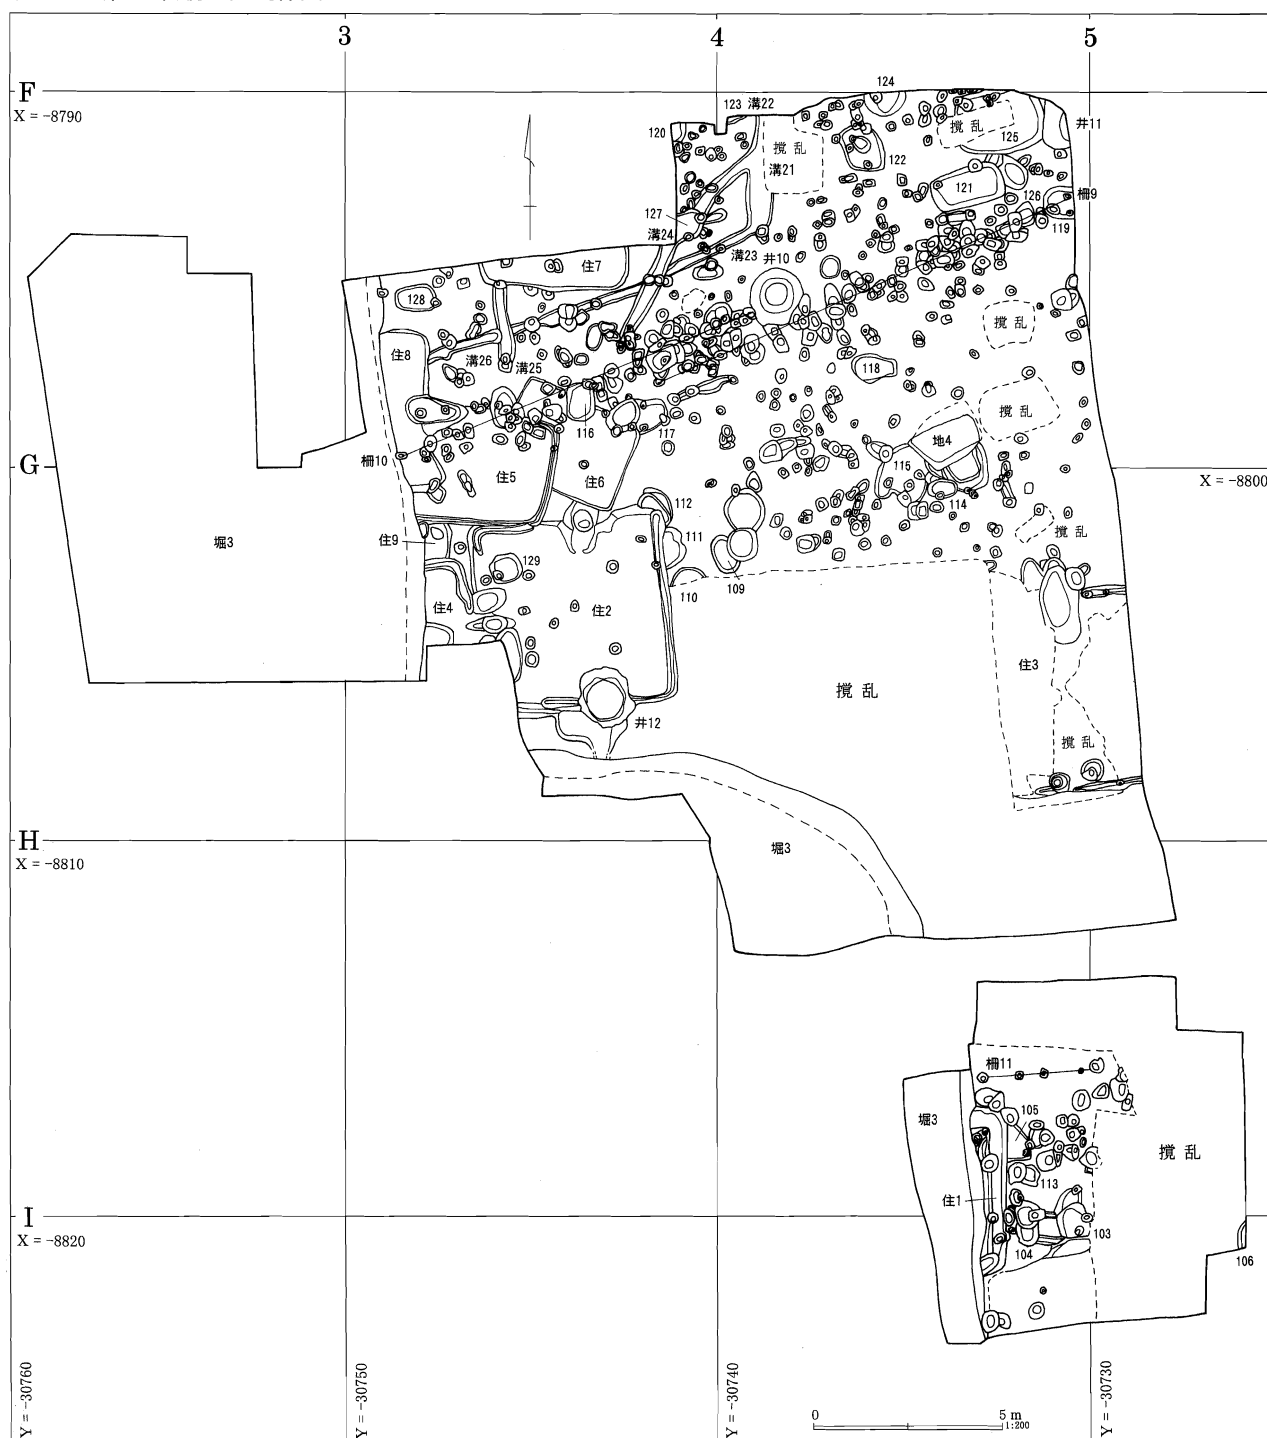 3 4 5
F
X = -8790
124
123 溝22
120
攪乱
攪乱
125
井11
溝21
122
121
126
柵9
127
119
溝24
溝23
井10
住7
128
攪乱
住8
溝26
溝25
118
攪乱
116
117
地4
柵10
G
X = -8800
115
住5
住6
112
114
堀3
住9
111
攪乱
129
110
109
住4
住2
住3
攪乱
井12
攪乱
H
X = -8810
堀3
柵11
堀3
105
攪乱
113
住1
I
X = -8820
104
103
106
Y = -30760
Y = -30750
Y = -30740
Y = -30730
0 5 m
1:200